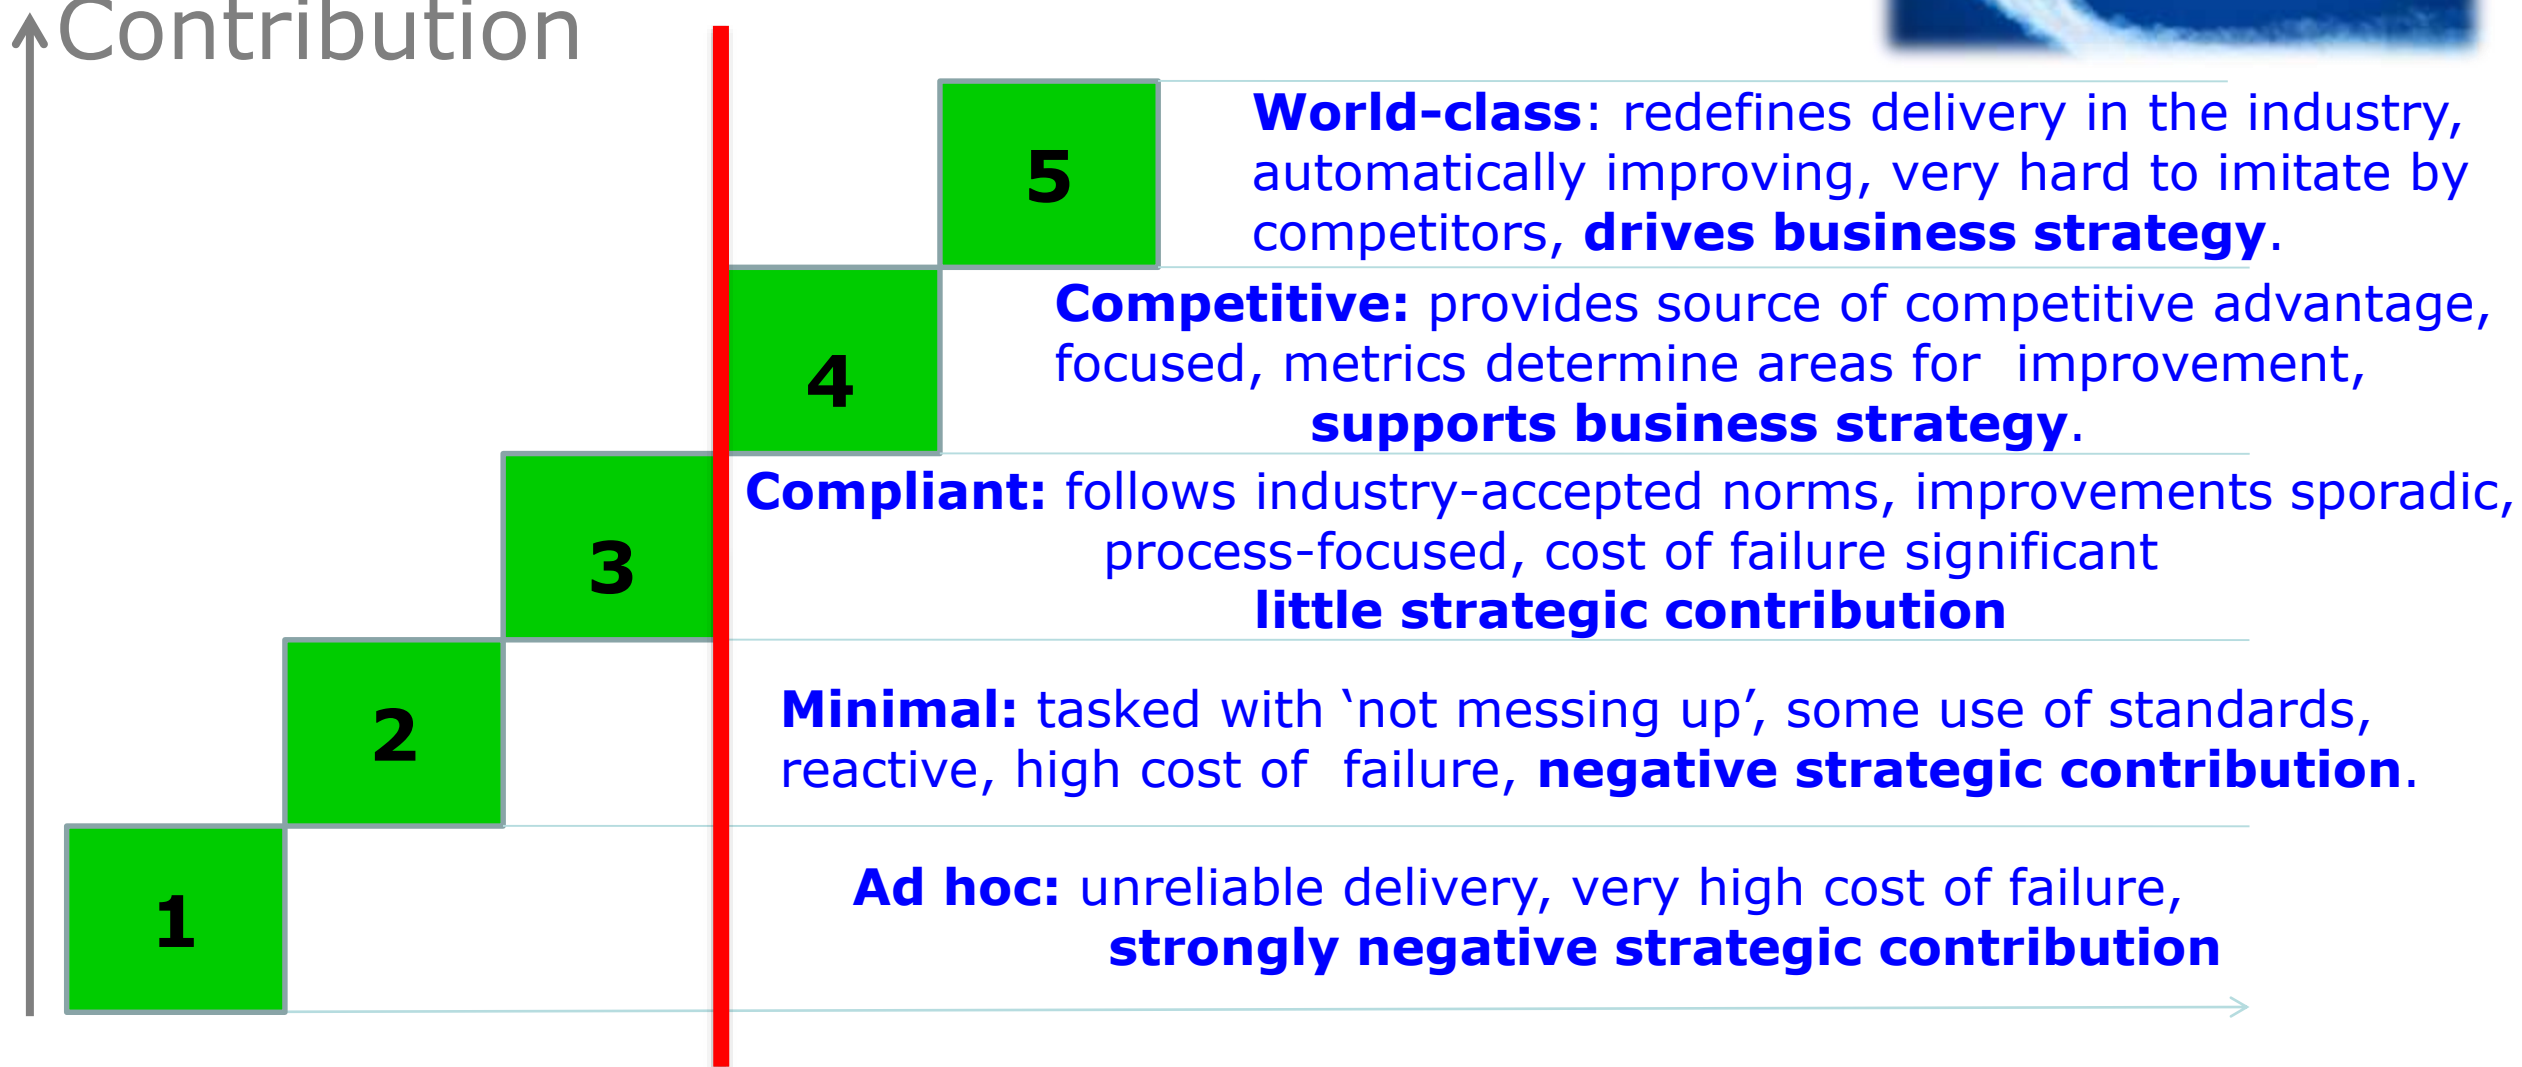 Contribution
5
World-class: redefines delivery in the industry,
automatically improving, very hard to imitate by
competitors, drives business strategy.
4
Competitive: provides source of competitive advantage,
focused, metrics determine areas for  improvement,
supports business strategy.
3
Compliant: follows industry-accepted norms, improvements sporadic,
process-focused, cost of failure significant
little strategic contribution
2
Minimal: tasked with ‘not messing up’, some use of standards,
reactive, high cost of  failure, negative strategic contribution.
1
Ad hoc: unreliable delivery, very high cost of failure,
strongly negative strategic contribution